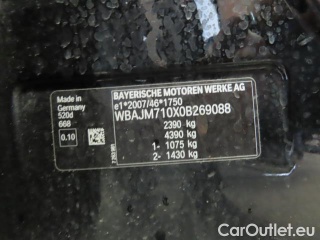 BAYERISCHE MOTOREN WERKE AG
e1*2007/46*1750
WBAJM710X0B269088
2390 kg
4390 kg
1- 1075 kg
2- 1430 kg
Made in
Germany
520d
668
0.10
CarOutlet.eu